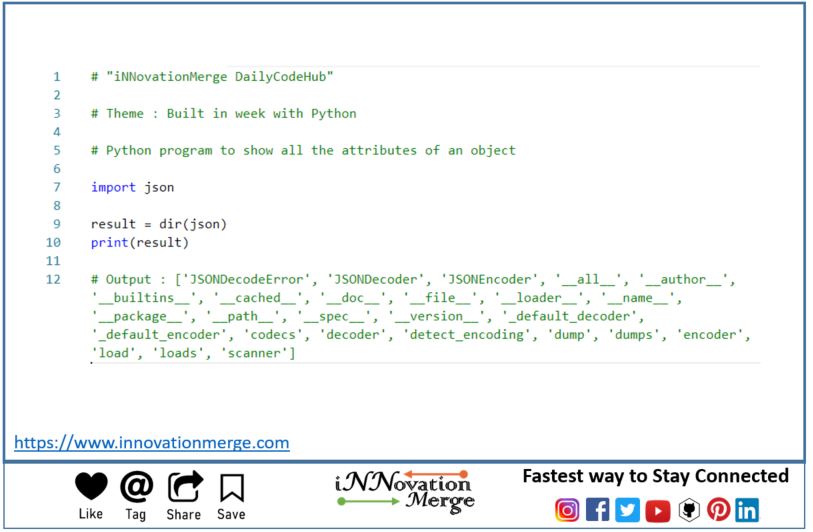 1 # "iNNovationMerge DailyCodeHub"
2
3 # Theme : Built in week with Python
4
5 # Python program to show all the attributes of an object
6
7 import json
8
9 result = dir(json)
10 print(result)
11
12 # Output : ['JSONDecodeError', 'JSONDecoder', 'JSONEncoder', '__all__', '__author__',
'__builtins__', '__cached__', '__doc__', '__file__', '__loader__', '__name__',
'__package__', '__path__', '__spec__', '__version__', '_default_decoder',
'_default_encoder', 'codecs', 'decoder', 'detect_encoding', 'dump', 'dumps', 'encoder',
'load', 'loads', 'scanner']
https://www.innovationmerge.com
Like Tag Share Save
iNNovation
Merge
Fastest way to Stay Connected